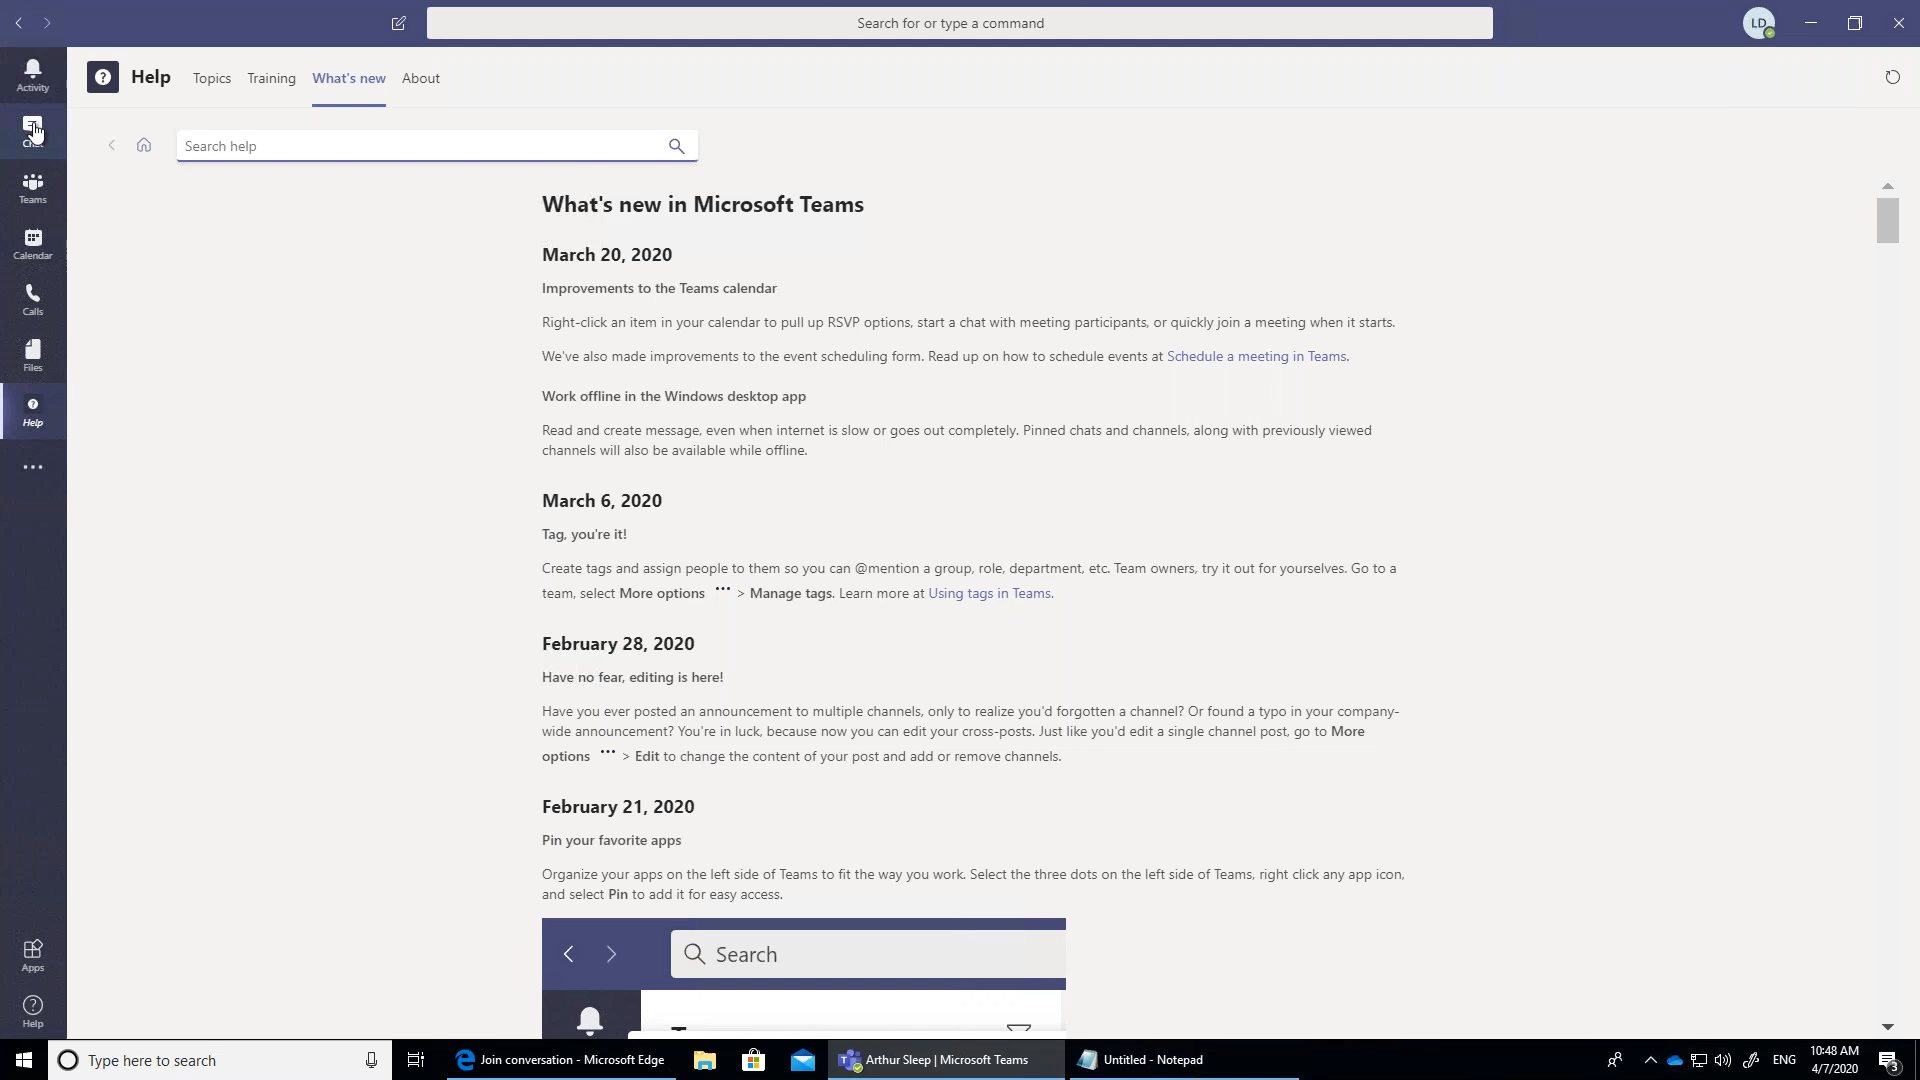 Search for or type a command
LD
Activity
Help
Topics
Training
What's new
About
Search help
Teams
Calendar
Calls
Files
Help
Apps
Help
What's new in Microsoft Teams
March 20, 2020
Improvements to the Teams calendar
Right-click an item in your calendar to pull up RSVP options, start a chat with meeting participants, or quickly join a meeting when it starts.
We've also made improvements to the event scheduling form. Read up on how to schedule events at Schedule a meeting in Teams.
Work offline in the Windows desktop app
Read and create message, even when internet is slow or goes out completely. Pinned chats and channels, along with previously viewed
channels will also be available while offline.
March 6, 2020
Tag, you're it!
Create tags and assign people to them so you can @mention a group, role, department, etc. Team owners, try it out for yourselves. Go to a
team, select More options ··· > Manage tags. Learn more at Using tags in Teams.
February 28, 2020
Have no fear, editing is here!
Have you ever posted an announcement to multiple channels, only to realize you'd forgotten a channel? Or found a typo in your company-
wide announcement? You're in luck, because now you can edit your cross-posts. Just like you'd edit a single channel post, go to More
options ··· > Edit to change the content of your post and add or remove channels.
February 21, 2020
Pin your favorite apps
Organize your apps on the left side of Teams to fit the way you work. Select the three dots on the left side of Teams, right click any app icon,
and select Pin to add it for easy access.
Search
Type here to search
Join conversation - Microsoft Edge
Arthur Sleep | Microsoft Teams
Untitled - Notepad
ENG
10:48 AM
4/7/2020
3